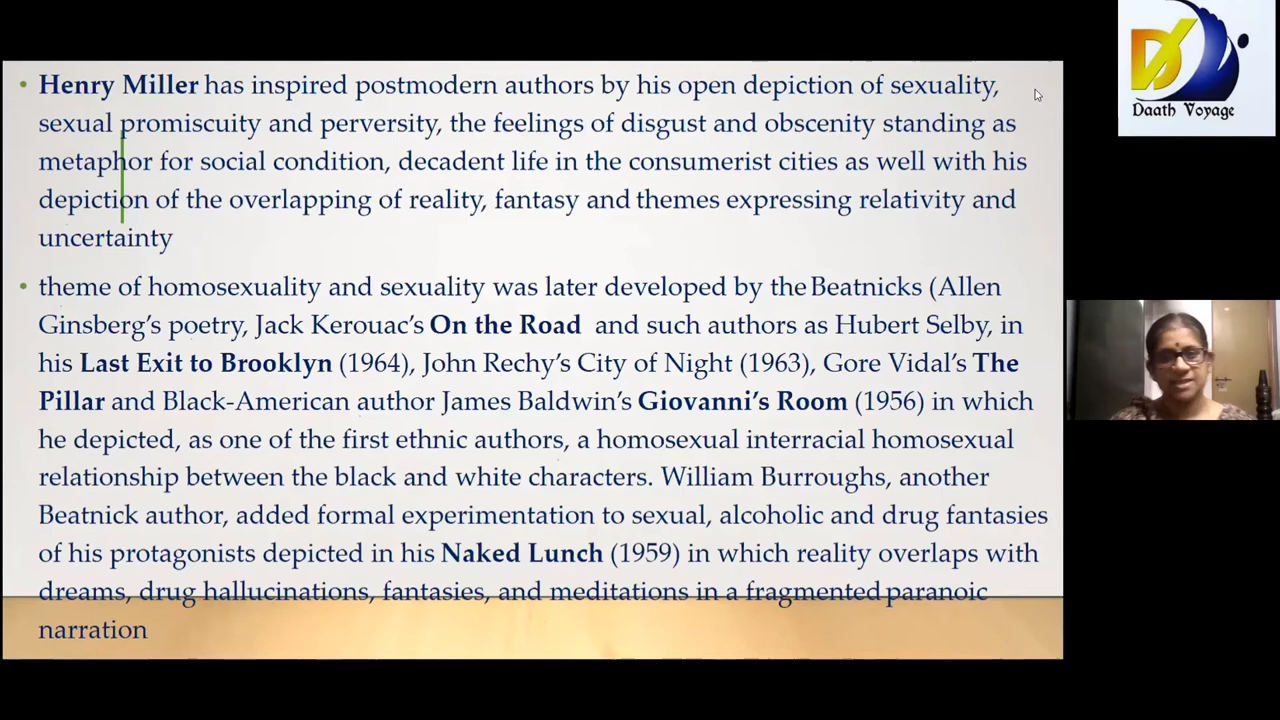 Henry Miller has inspired postmodern authors by his open depiction of sexuality,
sexual promiscuity and perversity, the feelings of disgust and obscenity standing as
metaphor for social condition, decadent life in the consumerist cities as well with his
depiction of the overlapping of reality, fantasy and themes expressing relativity and
uncertainty
theme of homosexuality and sexuality was later developed by the Beatnicks (Allen
Ginsberg's poetry, Jack Kerouac's On the Road and such authors as Hubert Selby, in
his Last Exit to Brooklyn (1964), John Rechy's City of Night (1963), Gore Vidal's The
Pillar and Black-American author James Baldwin's Giovanni's Room (1956) in which
he depicted, as one of the first ethnic authors, a homosexual interracial homosexual
relationship between the black and white characters. William Burroughs, another
Beatnick author, added formal experimentation to sexual, alcoholic and drug fantasies
of his protagonists depicted in his Naked Lunch (1959) in which reality overlaps with
dreams, drug hallucinations, fantasies, and meditations in a fragmented paranoic
narration
DV
Daath Voyage